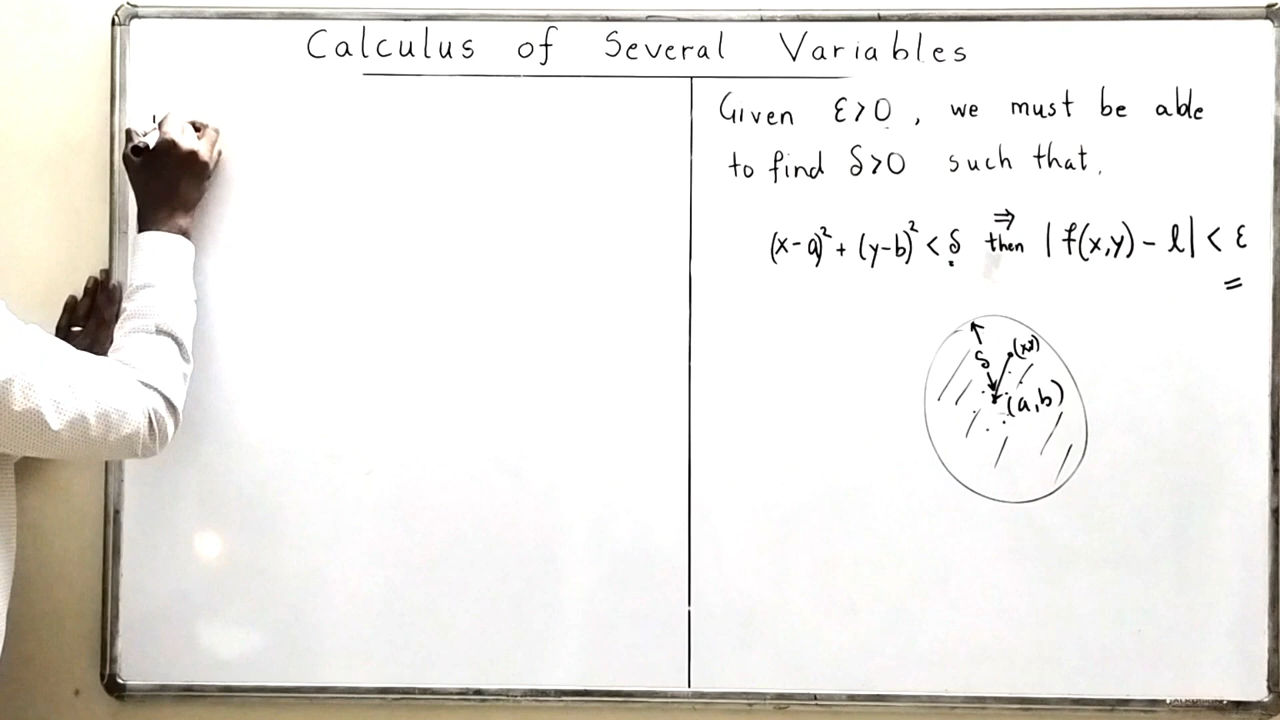 Calculus of Several Variables
Given ε>0, we must be able
to find δ>0 such that,
(x-a)² + (y-b)² < δ ⇒ then |f(x,y) - l| < ε
δ
(x,y)
(a,b)